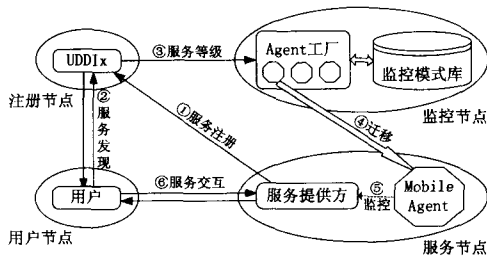 UDDIx
注册节点
③服务等级
Agent工厂
监控模式库
监控节点
②服务发现
①服务注册
④迁移
用户
用户节点
⑥服务交互
服务提供方
⑤监控
Mobile
Agent
服务节点